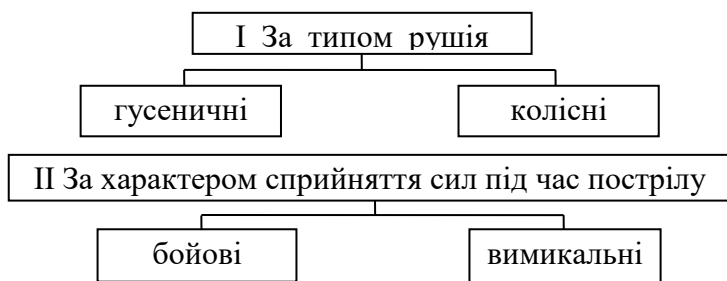 I За типом рушія
гусеничні колісні
II За характером сприйняття сил під час пострілу
бойові вимикальні